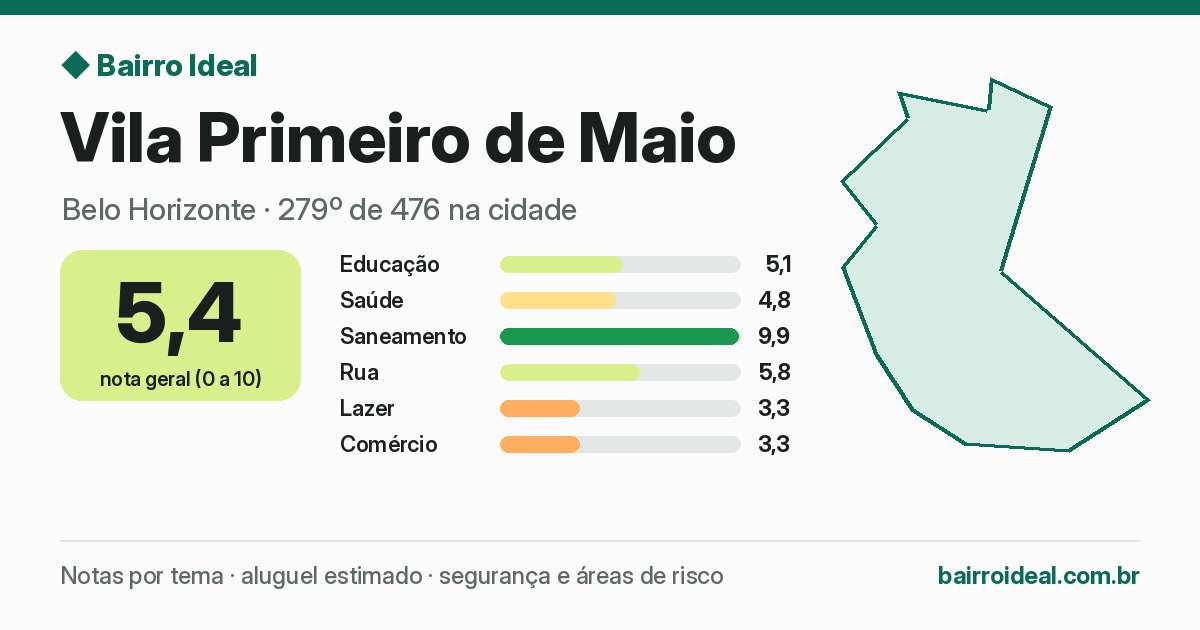 Bairro Ideal
Vila Primeiro de Maio
Belo Horizonte · 279º de 476 na cidade
5,4
nota geral (0 a 10)
Educação 5,1
Saúde 4,8
Saneamento 9,9
Rua 5,8
Lazer 3,3
Comércio 3,3
Notas por tema · aluguel estimado · segurança e áreas de risco
bairroideal.com.br